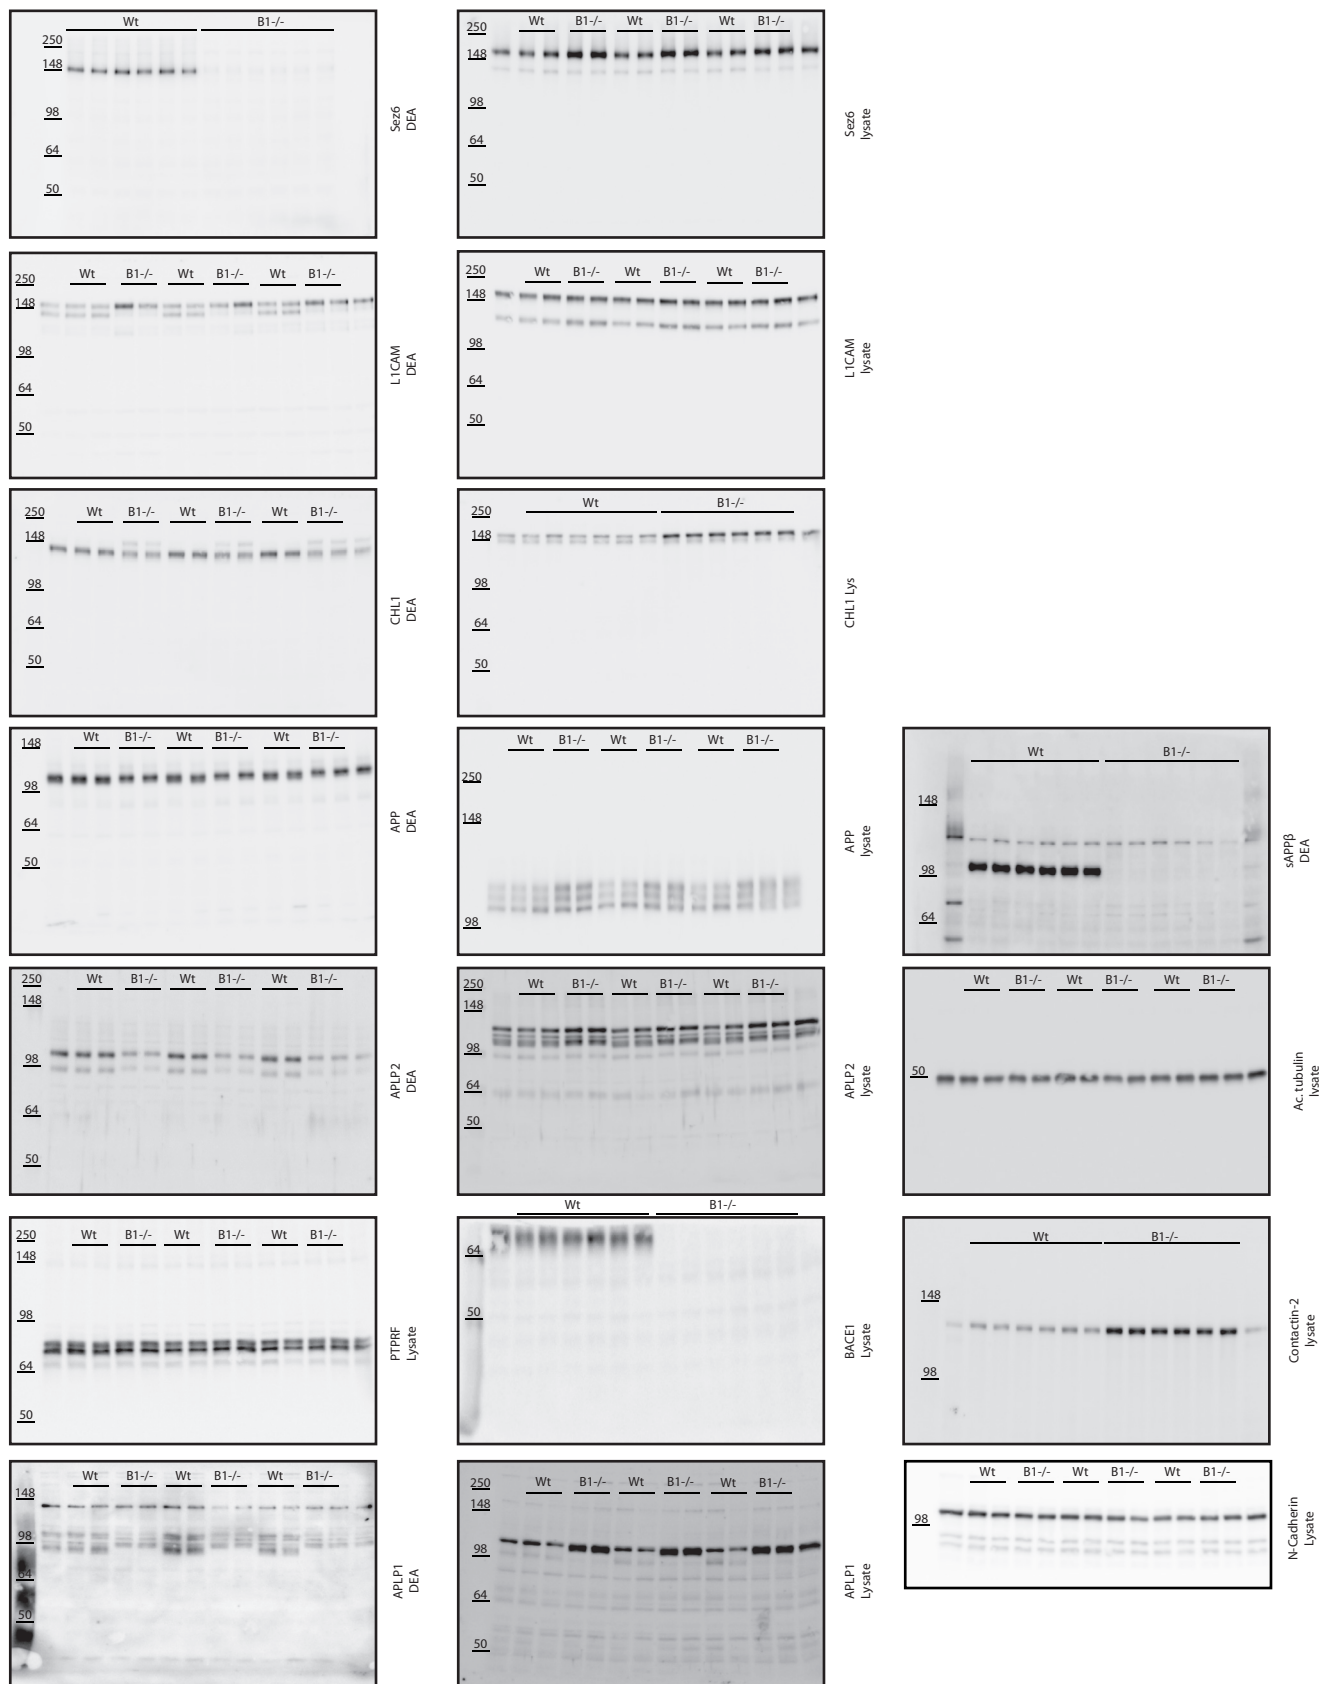 Wt B1-/-
250
148
98
64
50
Sez6
DEA
Wt B1-/- Wt B1-/- Wt B1-/-
250
148
98
64
50
Sez6
lysate
Wt B1-/- Wt B1-/- Wt B1-/-
250
148
98
64
50
L1CAM
DEA
Wt B1-/- Wt B1-/- Wt B1-/-
250
148
98
64
50
L1CAM
lysate
Wt B1-/- Wt B1-/- Wt B1-/-
250
148
98
64
50
CHL1
DEA
Wt B1-/-
250
148
98
64
50
CHL1 Lys
Wt B1-/- Wt B1-/- Wt B1-/-
148
98
64
50
APP
DEA
Wt B1-/- Wt B1-/- Wt B1-/-
250
148
98
APP
lysate
Wt B1-/-
148
98
64
sAPPβ
DEA
Wt B1-/- Wt B1-/- Wt B1-/-
250
148
98
64
50
APLP2
DEA
Wt B1-/- Wt B1-/- Wt B1-/-
250
148
98
64
50
APLP2
lysate
Wt B1-/- Wt B1-/- Wt B1-/-
50
Ac. tubulin
lysate
Wt B1-/- Wt B1-/- Wt B1-/-
250
148
98
64
50
PTPRF
Lysate
Wt B1-/-
64
50
BACE1
Lysate
Wt B1-/-
148
98
Contactin-2
lysate
Wt B1-/- Wt B1-/- Wt B1-/-
148
98
64
50
APLP1
DEA
Wt B1-/- Wt B1-/- Wt B1-/-
250
148
98
64
50
APLP1
Lysate
Wt B1-/- Wt B1-/- Wt B1-/-
98
N-Cadherin
Lysate